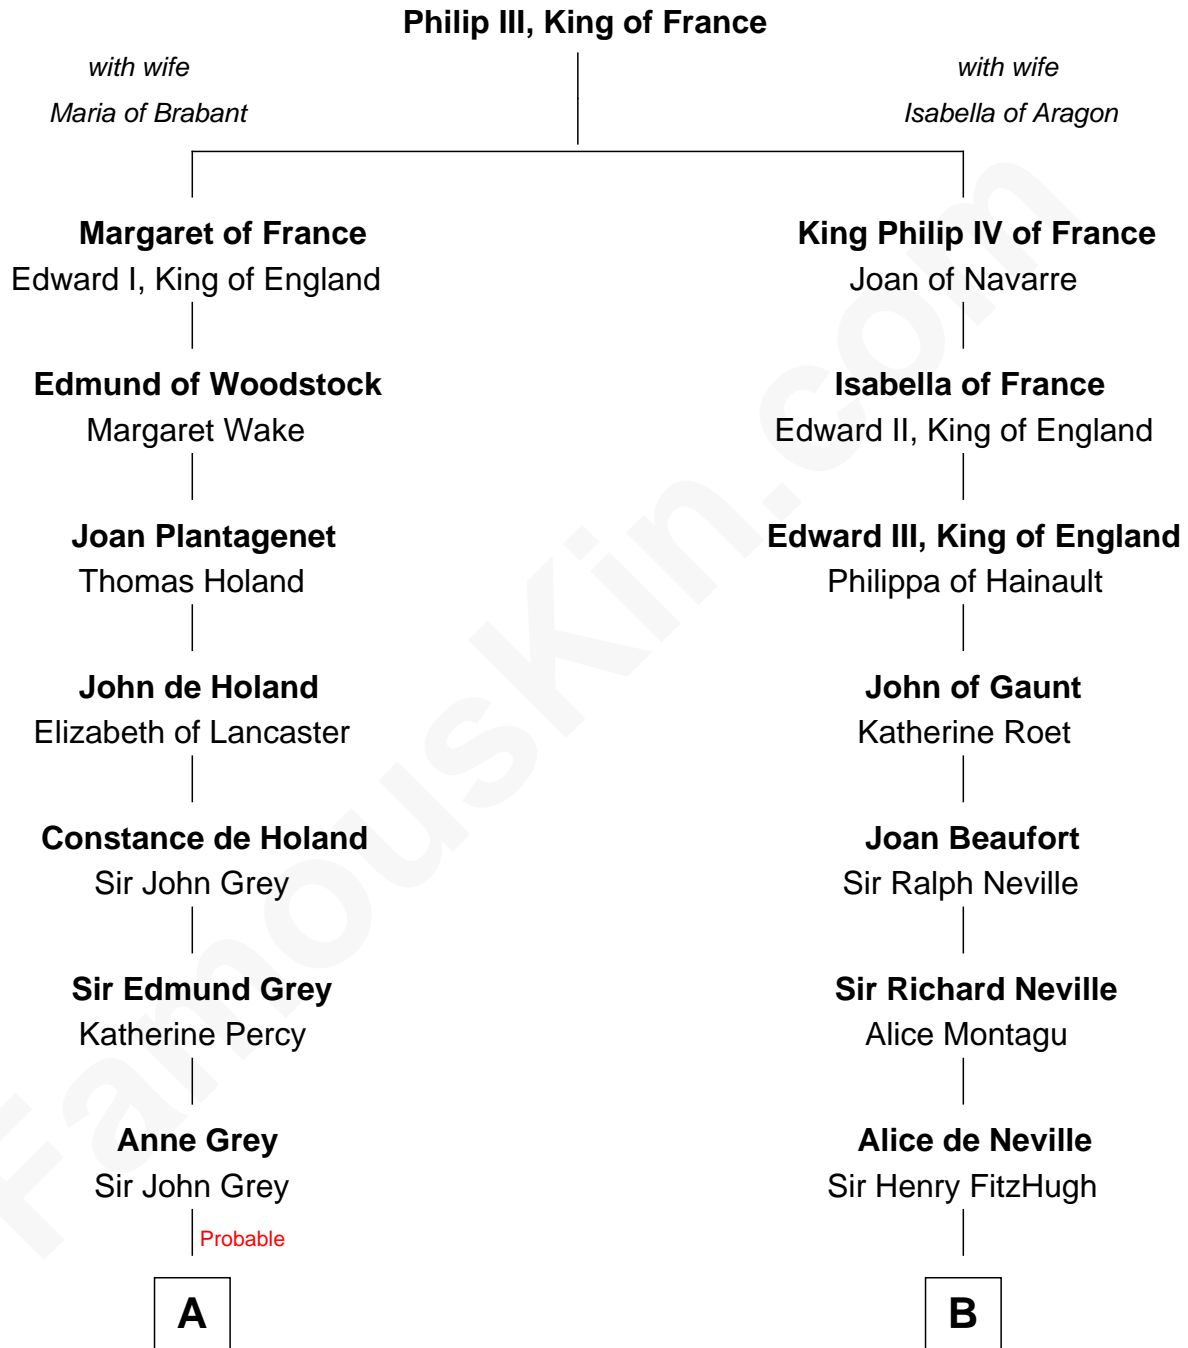 Philip III, King of France
with wife
Maria of Brabant
with wife
Isabella of Aragon
Margaret of France
Edward I, King of England
King Philip IV of France
Joan of Navarre
Edmund of Woodstock
Margaret Wake
Isabella of France
Edward II, King of England
Joan Plantagenet
Thomas Holand
Edward III, King of England
Philippa of Hainault
John de Holand
Elizabeth of Lancaster
John of Gaunt
Katherine Roet
Constance de Holand
Sir John Grey
Joan Beaufort
Sir Ralph Neville
Sir Edmund Grey
Katherine Percy
Sir Richard Neville
Alice Montagu
Anne Grey
Sir John Grey
Alice de Neville
Sir Henry FitzHugh
Probable
A
B
FamousKin.com